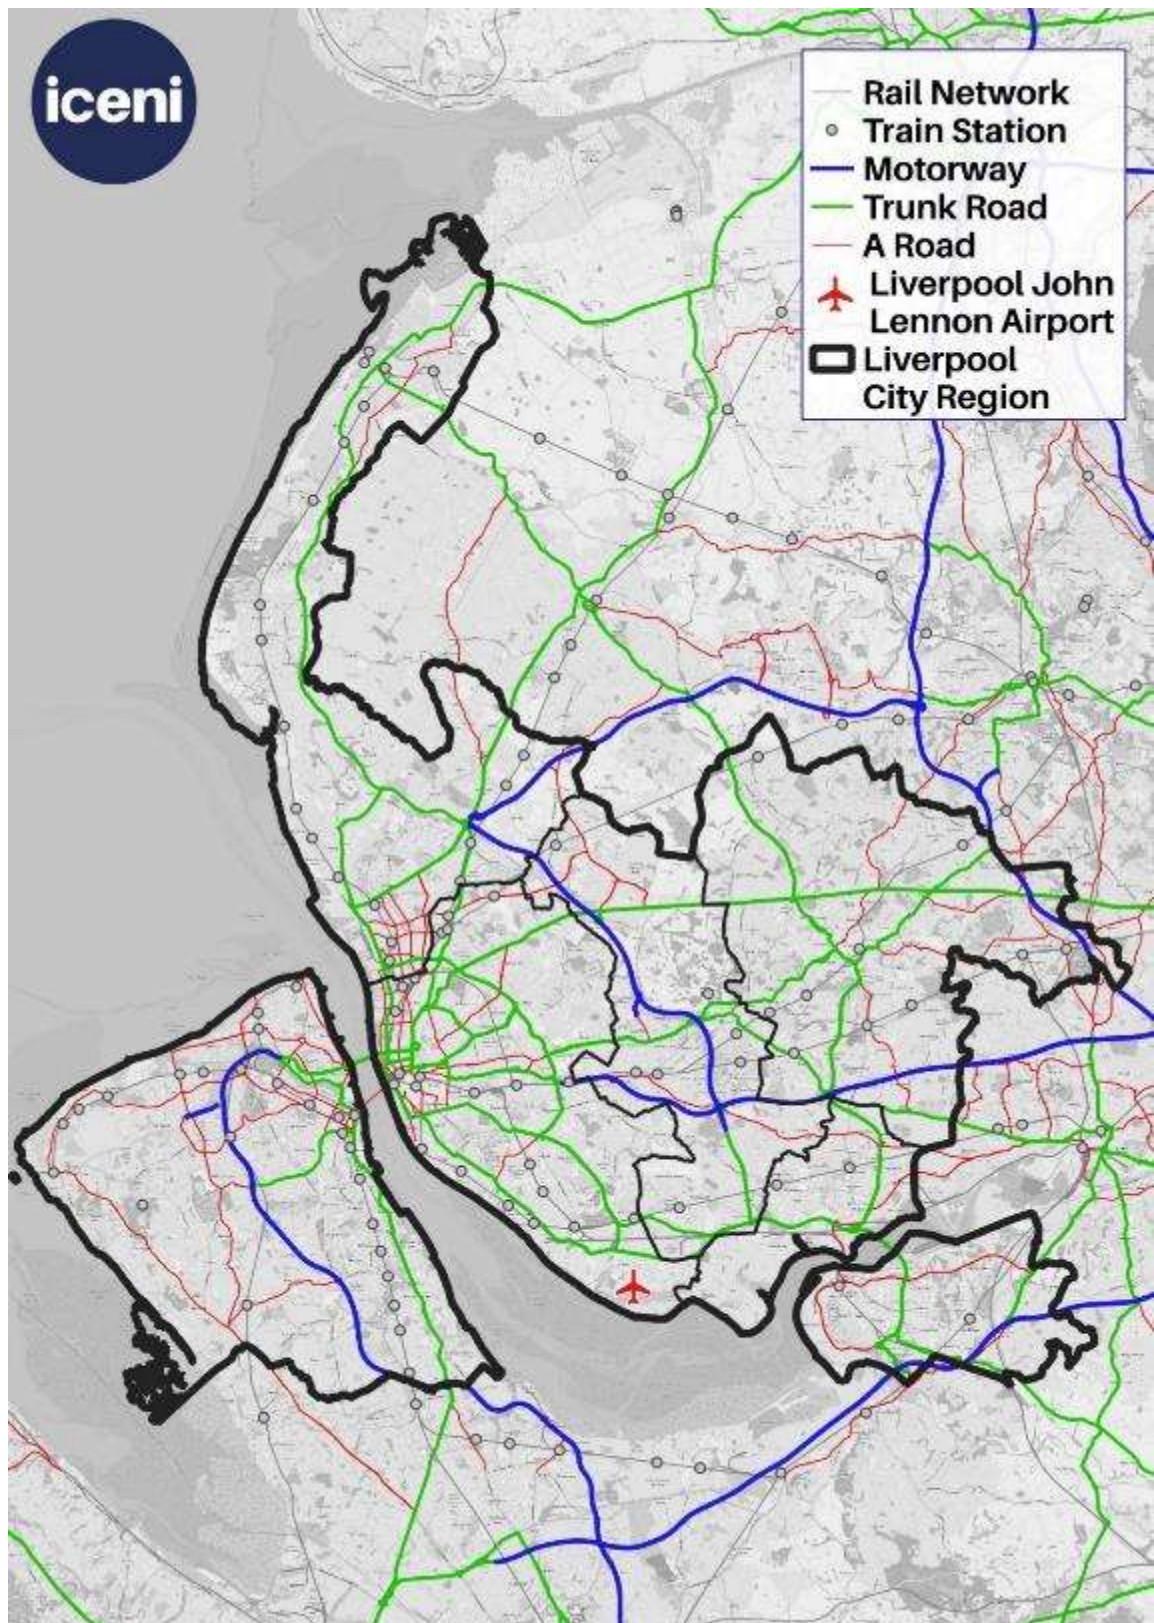 iceni
Rail Network
Train Station
Motorway
Trunk Road
A Road
Liverpool John
Lennon Airport
Liverpool
City Region